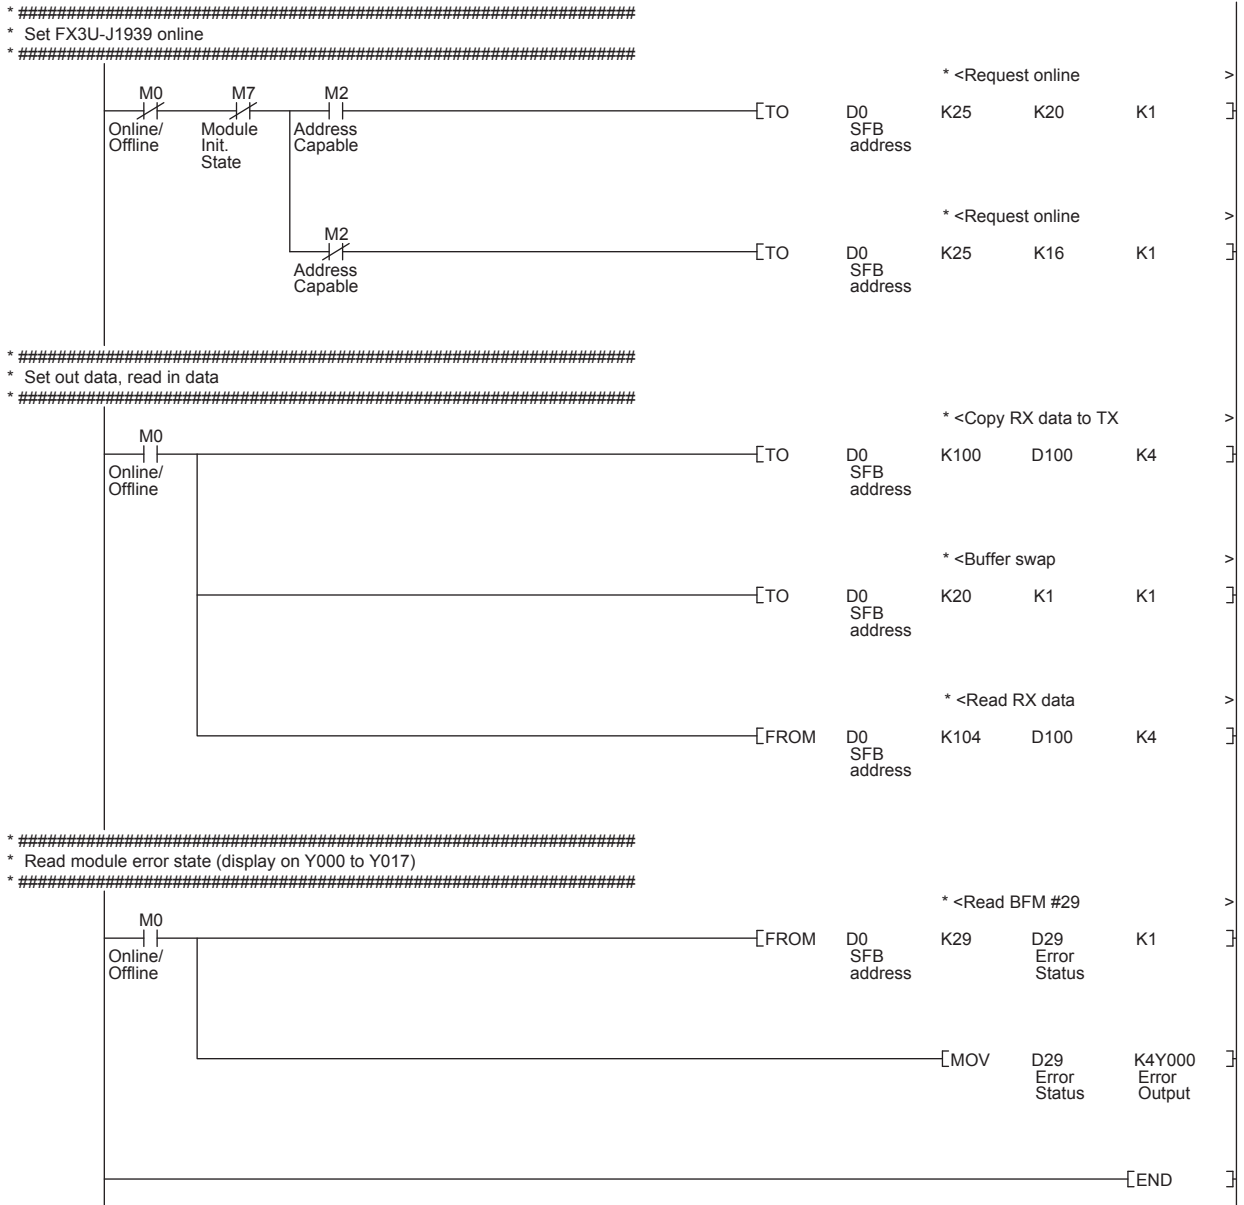 * ################################################################
* Set FX3U-J1939 online
* ################################################################
* <Request online >
M0 M7 M2
[TO D0 K25 K20 K1 ]
Online/ Module Address SFB
Offline Init. Capable address
State
* <Request online >
M2
[TO D0 K25 K16 K1 ]
Address SFB
Capable address
* ################################################################
* Set out data, read in data
* ################################################################
* <Copy RX data to TX >
M0
[TO D0 K100 D100 K4 ]
Online/ SFB
Offline address
* <Buffer swap >
[TO D0 K20 K1 K1 ]
SFB
address
* <Read RX data >
[FROM D0 K104 D100 K4 ]
SFB
address
* ################################################################
* Read module error state (display on Y000 to Y017)
* ################################################################
* <Read BFM #29 >
M0
[FROM D0 K29 D29 K1 ]
Online/ SFB Error
Offline address Status
[MOV D29 K4Y000 ]
Error Error
Status Output
[END ]